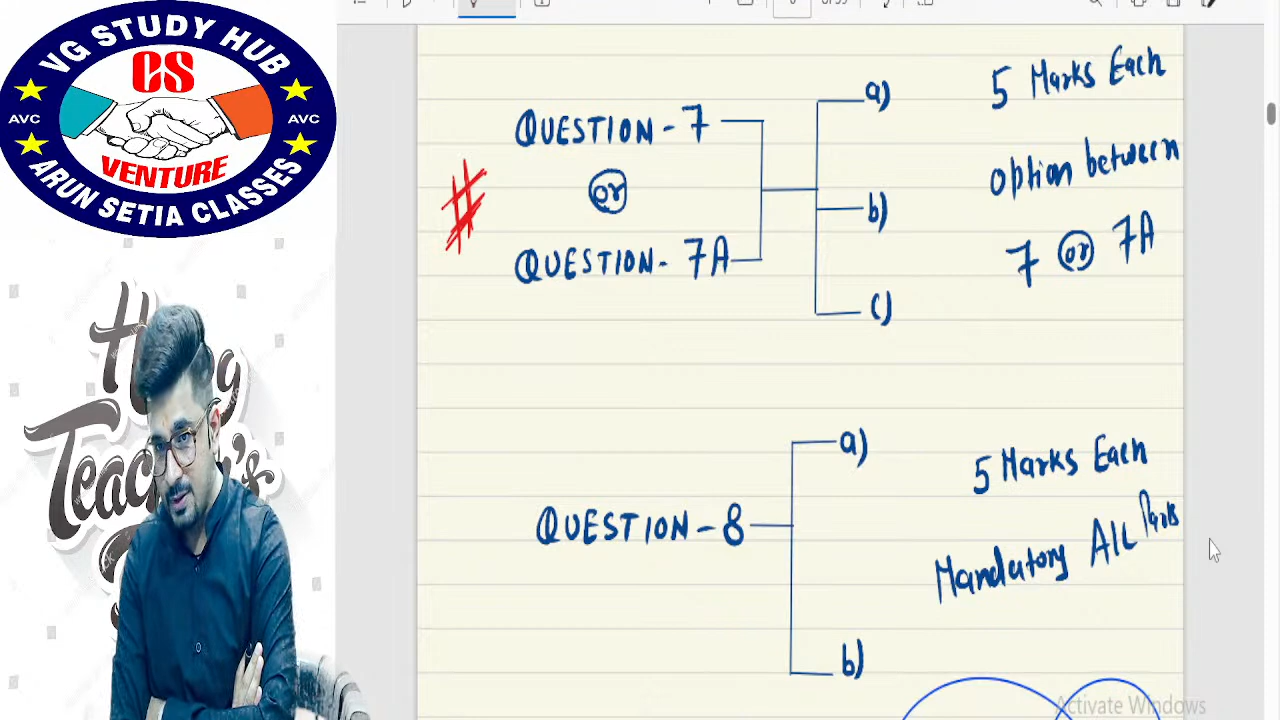 VG STUDY HUB
CS
AVC
AVC
VENTURE
ARUN SETIA CLASSES
QUESTION - 7
or
QUESTION - 7A
a)
b)
c)
5 Marks Each
option between
7 or 7A
QUESTION - 8
a)
b)
5 Marks Each
Mandatory All Parts
Activate Windows